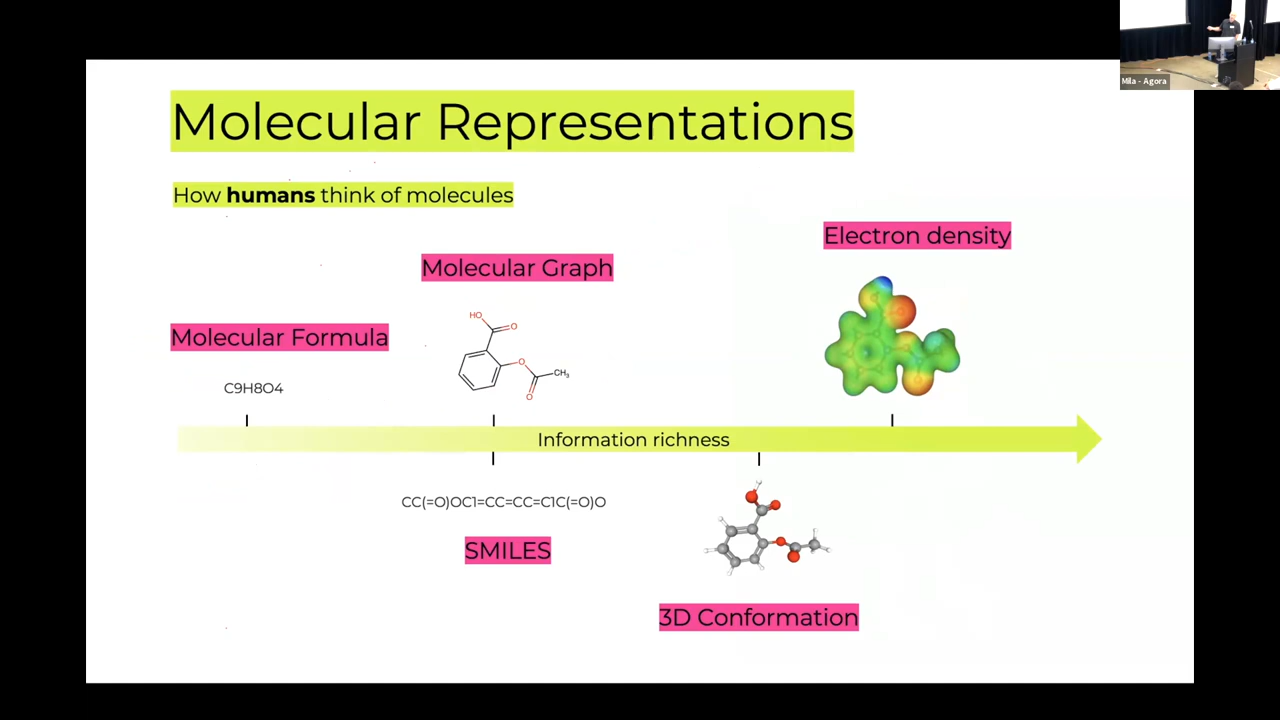 Mila - Agora
Molecular Representations
How humans think of molecules
Electron density
Molecular Graph
HO
O
O
CH3
O
Molecular Formula
C9H8O4
Information richness
CC(=O)OC1=CC=CC=C1C(=O)O
SMILES
3D Conformation